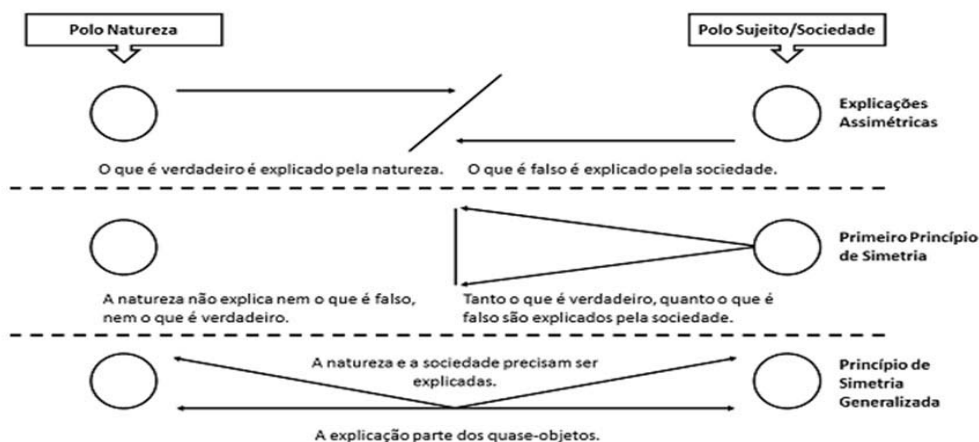 Polo Natureza
Polo Sujeito/Sociedade
Explicações
Assimétricas
O que é verdadeiro é explicado pela natureza.
O que é falso é explicado pela sociedade.
Primeiro Princípio
de Simetria
A natureza não explica nem o que é falso,
nem o que é verdadeiro.
Tanto o que é verdadeiro, quanto o que é
falso são explicados pela sociedade.
A natureza e a sociedade precisam ser
explicadas.
Princípio de
Simetria
Generalizada
A explicação parte dos quase-objetos.